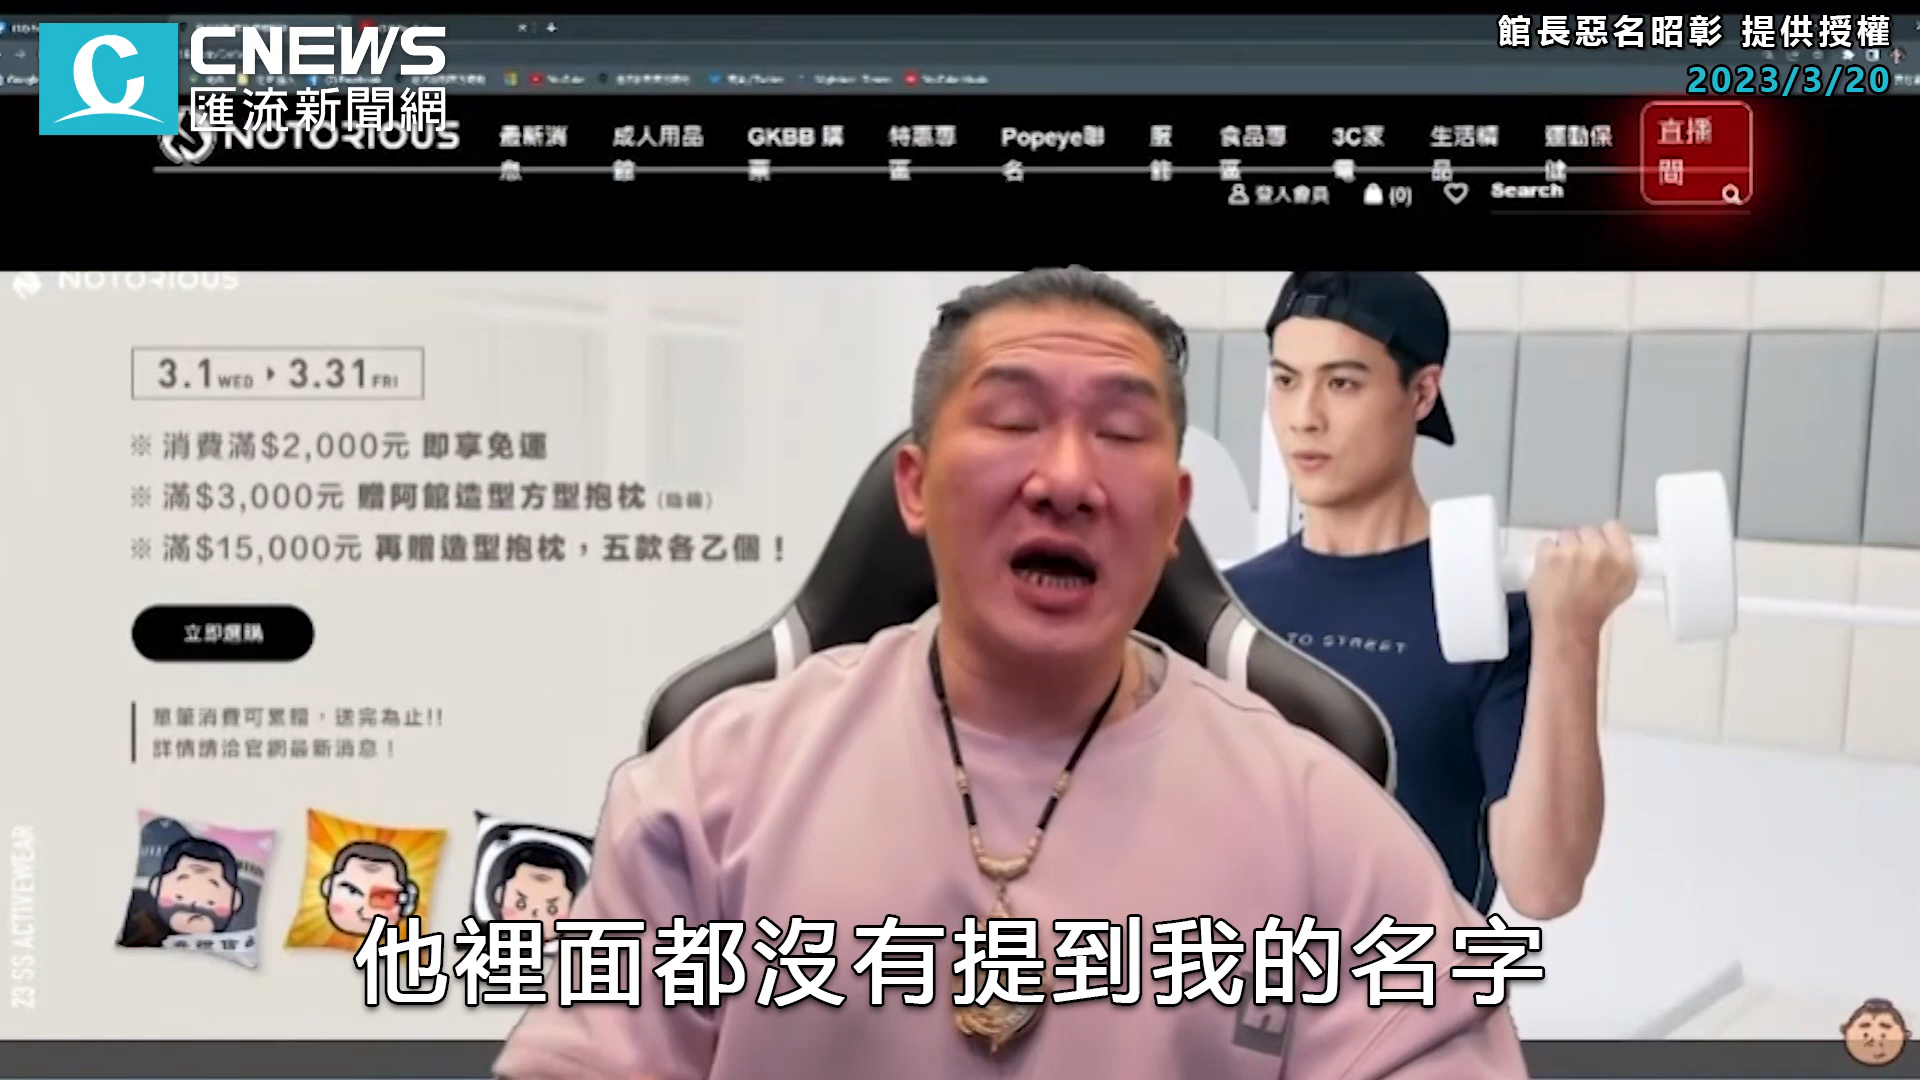 館長惡名昭彰 提供授權
2023/3/20
CNEWS
匯流新聞網
NOTORIOUS
最新消息
成人用品館
GKBB 購
特惠專區
Popeye聯名
服飾
食品專區
3C家電
生活精品
運動保健
直播間
登入會員
(0)
Search
NOTORIOUS
3.1 WED ▸ 3.31 FRI
※ 消費滿$2,000元 即享免運
※ 滿$3,000元 贈阿館造型方型抱枕
※ 滿$15,000元 再贈造型抱枕，五款各乙個！
立即選購
單筆消費可累贈，送完為止!!
詳情請洽官網最新消息！
TO STREET
23 SS ACTIVEWEAR
他裡面都沒有提到我的名字